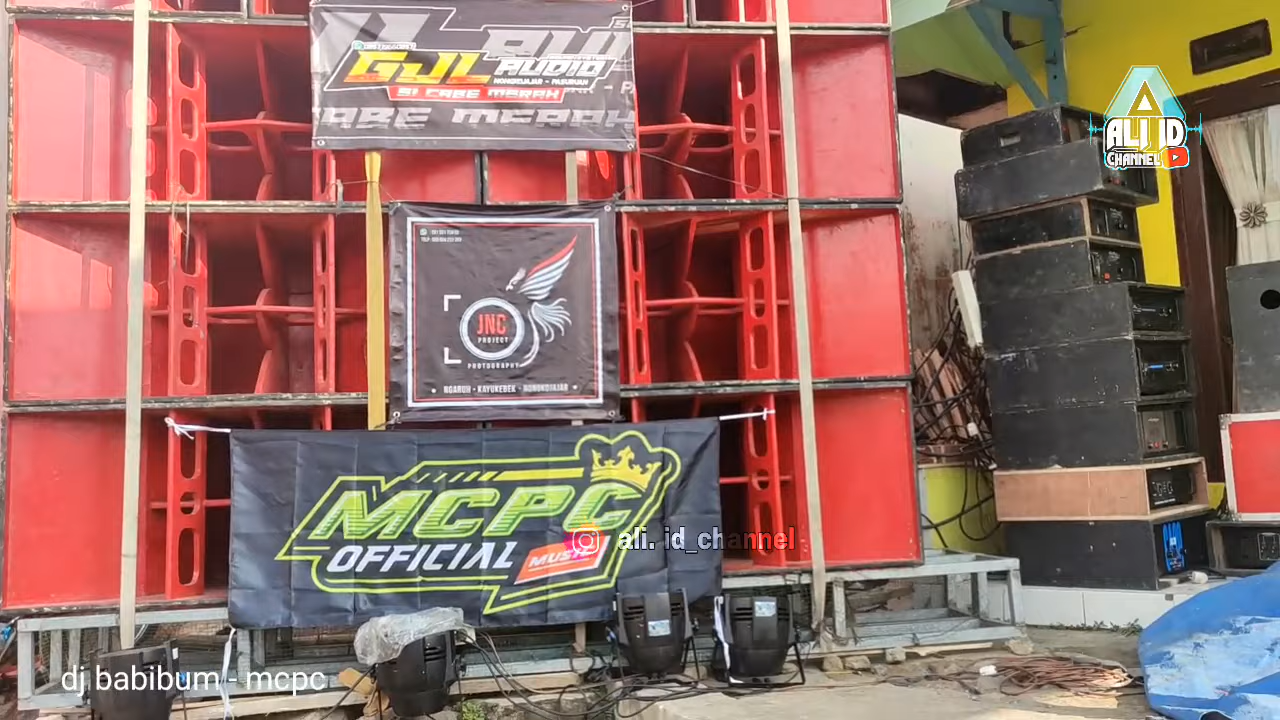 GJL
AUDIO
NONGKOJAJAR - PASURUAN
SI CABE MERAH
ABE MERAH
ALI ID
CHANNEL
JNC
PROJECT
PHOTOGRAPHY
NGARUH - KAYUKEBEK - NONGKOJAJAR
MCPC
OFFICIAL
MUSIC
ali. id_channel
dj babibum - mcpc